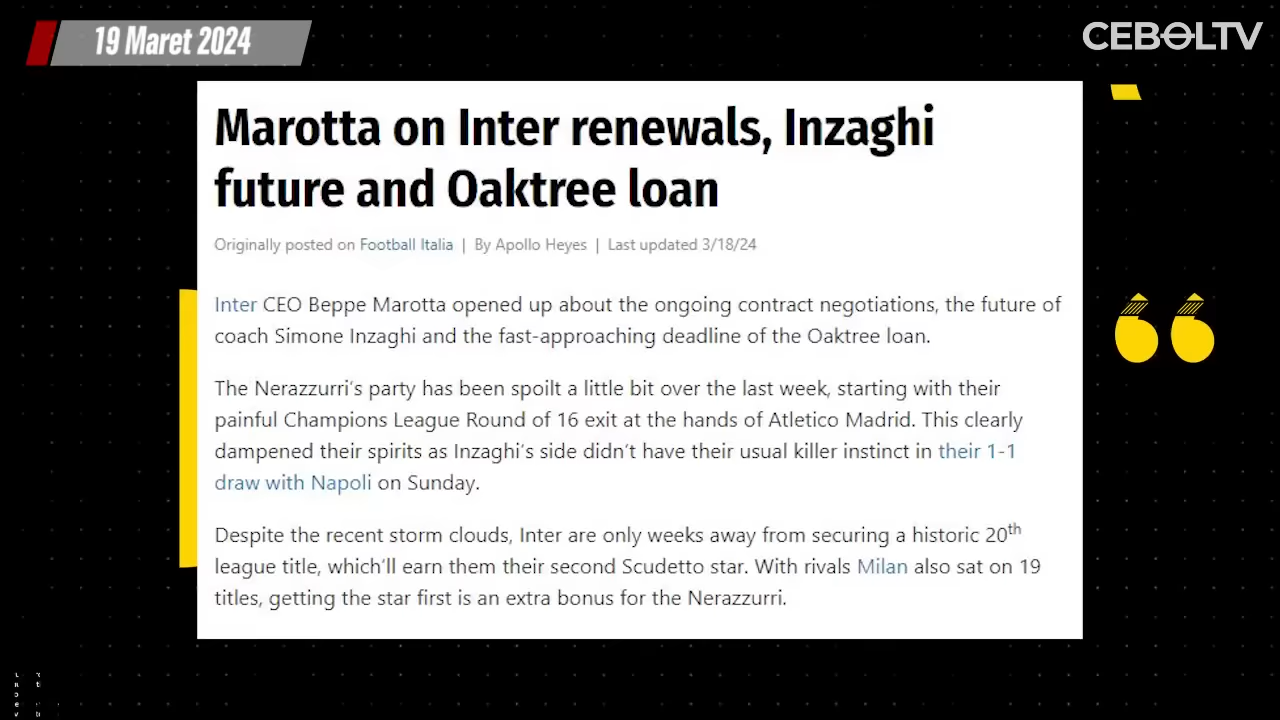 19 Maret 2024
CEBOLTV
Marotta on Inter renewals, Inzaghi
future and Oaktree loan
Originally posted on Football Italia | By Apollo Heyes | Last updated 3/18/24
Inter CEO Beppe Marotta opened up about the ongoing contract negotiations, the future of
coach Simone Inzaghi and the fast-approaching deadline of the Oaktree loan.
The Nerazzurri's party has been spoilt a little bit over the last week, starting with their
painful Champions League Round of 16 exit at the hands of Atletico Madrid. This clearly
dampened their spirits as Inzaghi's side didn't have their usual killer instinct in their 1-1
draw with Napoli on Sunday.
Despite the recent storm clouds, Inter are only weeks away from securing a historic 20th
league title, which'll earn them their second Scudetto star. With rivals Milan also sat on 19
titles, getting the star first is an extra bonus for the Nerazzurri.